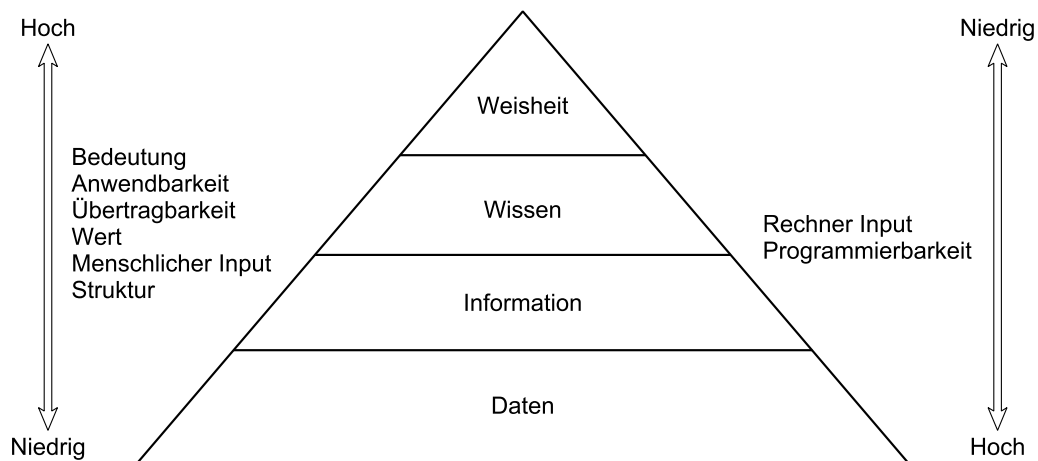 Hoch
Niedrig
Weisheit
Bedeutung
Anwendbarkeit
Übertragbarkeit
Wert
Menschlicher Input
Struktur
Wissen
Rechner Input
Programmierbarkeit
Information
Daten
Niedrig
Hoch